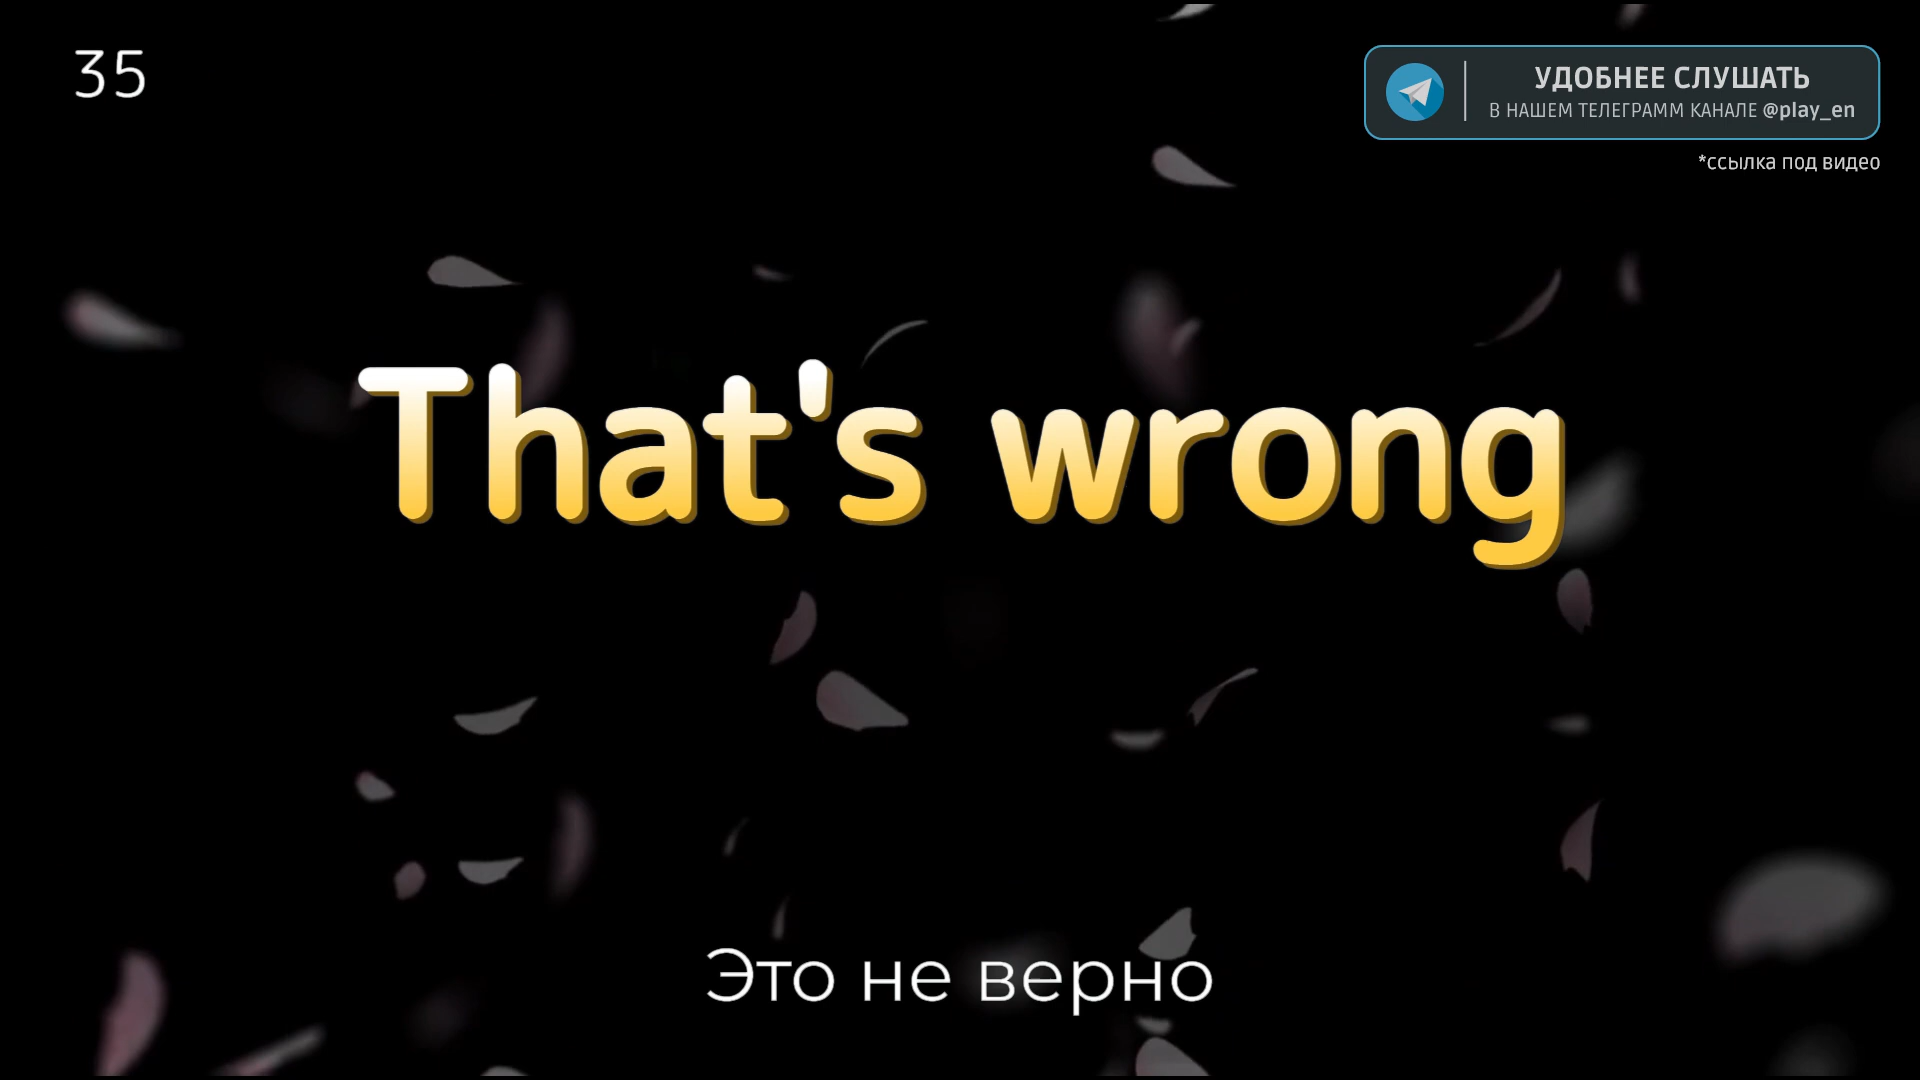 35
УДОБНЕЕ СЛУШАТЬ
В НАШЕМ ТЕЛЕГРАММ КАНАЛЕ @play_en
*ссылка под видео
That's wrong
Это не верно